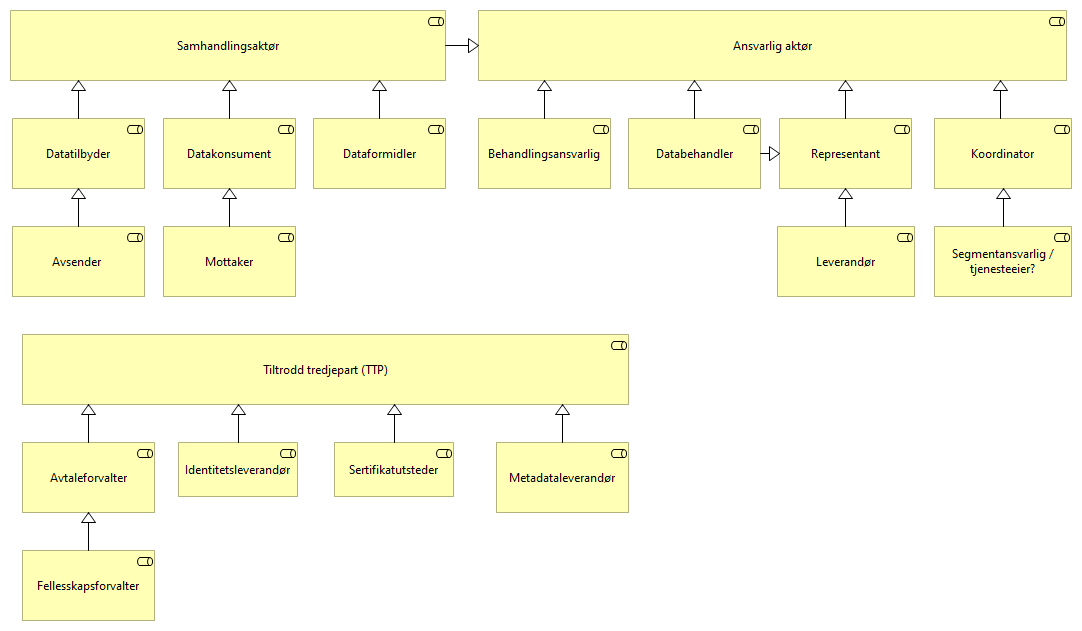 Samhandlingsaktør
Ansvarlig aktør
Datatilbyder
Datakonsument
Dataformidler
Behandlingsansvarlig
Databehandler
Representant
Koordinator
Avsender
Mottaker
Leverandør
Segmentansvarlig /
tjenesteeier?
Tiltrodd tredjepart (TTP)
Avtaleforvalter
Identitetsleverandør
Sertifikatutsteder
Metadataleverandør
Fellesskapsforvalter